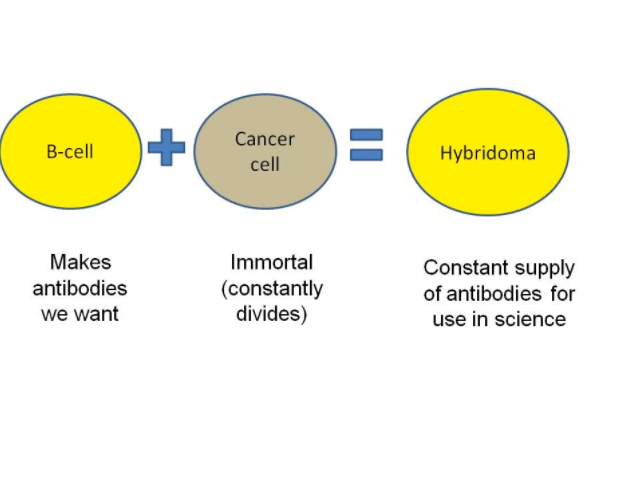 B-cell
Cancer
cell
Hybridoma
Makes
antibodies
we want
Immortal
(constantly
divides)
Constant supply
of antibodies for
use in science